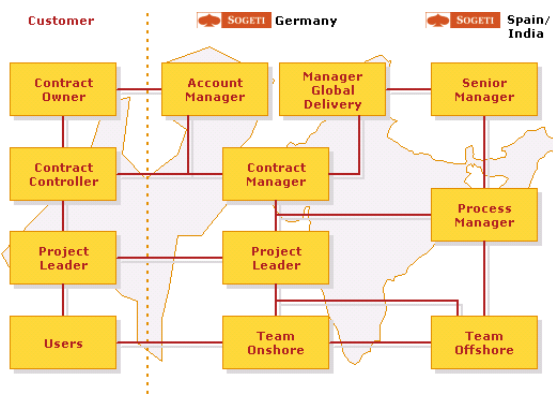 Customer
SOGETI Germany
SOGETI Spain/
India
Contract
Owner
Account
Manager
Manager
Global
Delivery
Senior
Manager
Contract
Controller
Contract
Manager
Process
Manager
Project
Leader
Project
Leader
Users
Team
Onshore
Team
Offshore